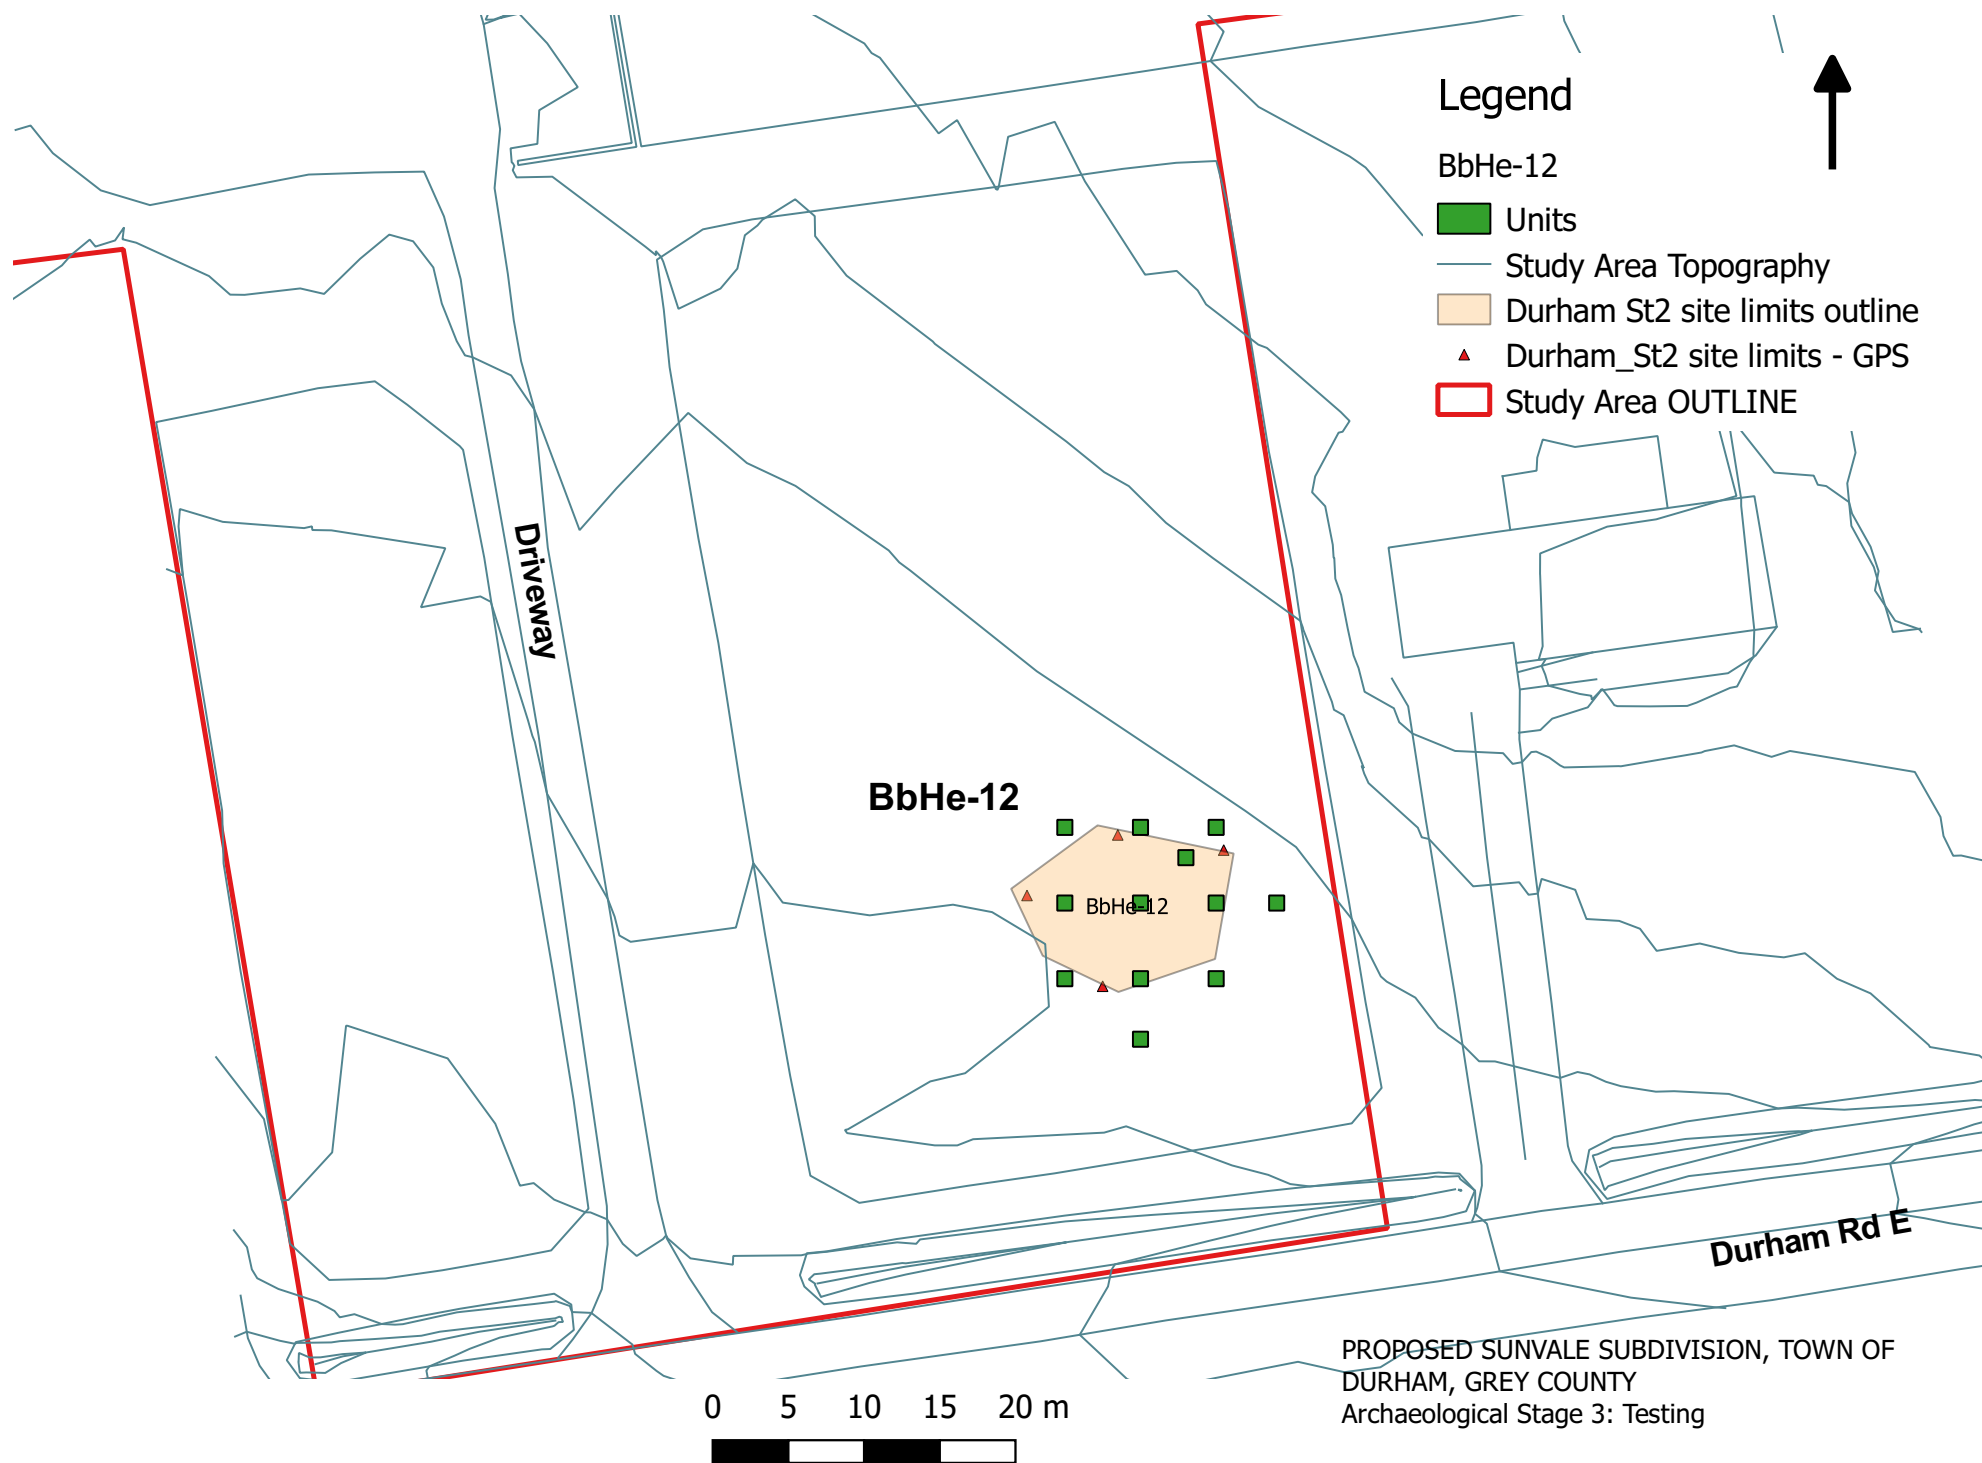 Legend
BbHe-12
Units
Study Area Topography
Durham St2 site limits outline
Durham_St2 site limits - GPS
Study Area OUTLINE
Driveway
BbHe-12
BbHe-12
Durham Rd E
PROPOSED SUNVALE SUBDIVISION, TOWN OF
DURHAM, GREY COUNTY
Archaeological Stage 3: Testing
0 5 10 15 20 m